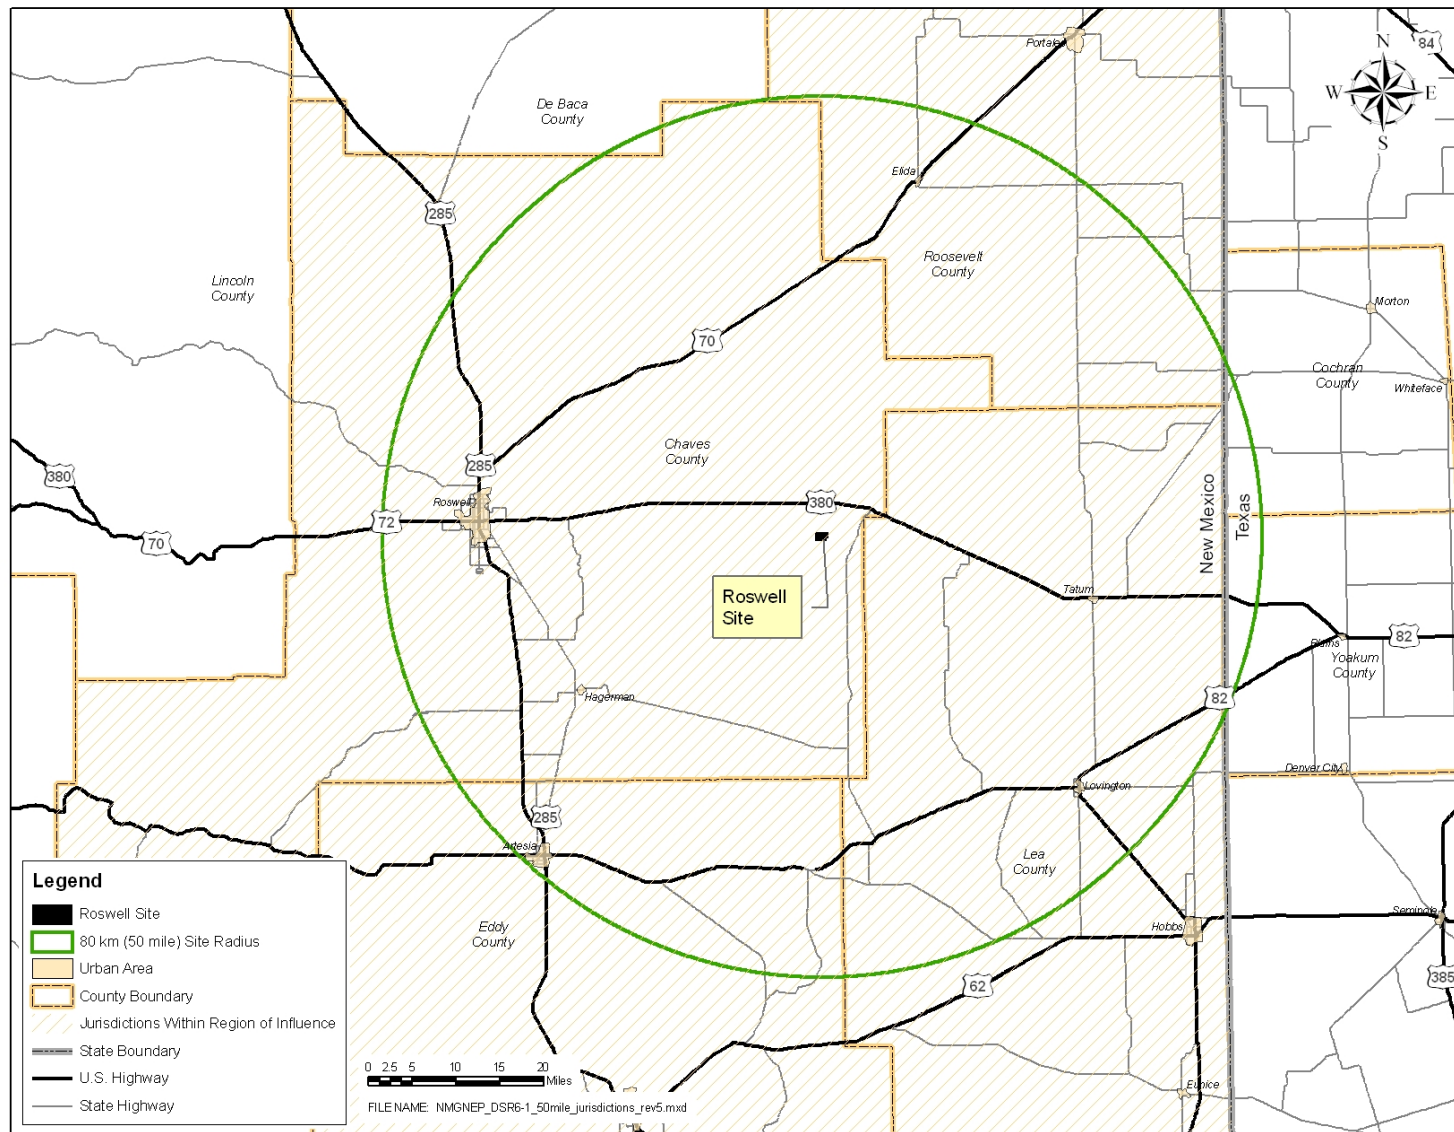 Portales
84
N
W
E
S
De Baca
County
Elida
285
Roosevelt
County
Lincoln
County
Morton
70
Cochran
County
Whiteface
Chaves
County
285
380
Roswell
380
New Mexico
Texas
72
70
Roswell
Site
Tatum
Plains
82
Yoakum
County
Hagerman
82
Denver City
Lovington
285
Artesia
Lea
County
Legend
Roswell Site
80 km (50 mile) Site Radius
Urban Area
County Boundary
Jurisdictions Within Region of Influence
State Boundary
U.S. Highway
State Highway
Eddy
County
Hobbs
Seminole
62
385
0 2.5 5 10 15 20
Miles
Eunice
FILE NAME: NMGNEP_DSR6-1_50mile_jurisdictions_rev5.mxd